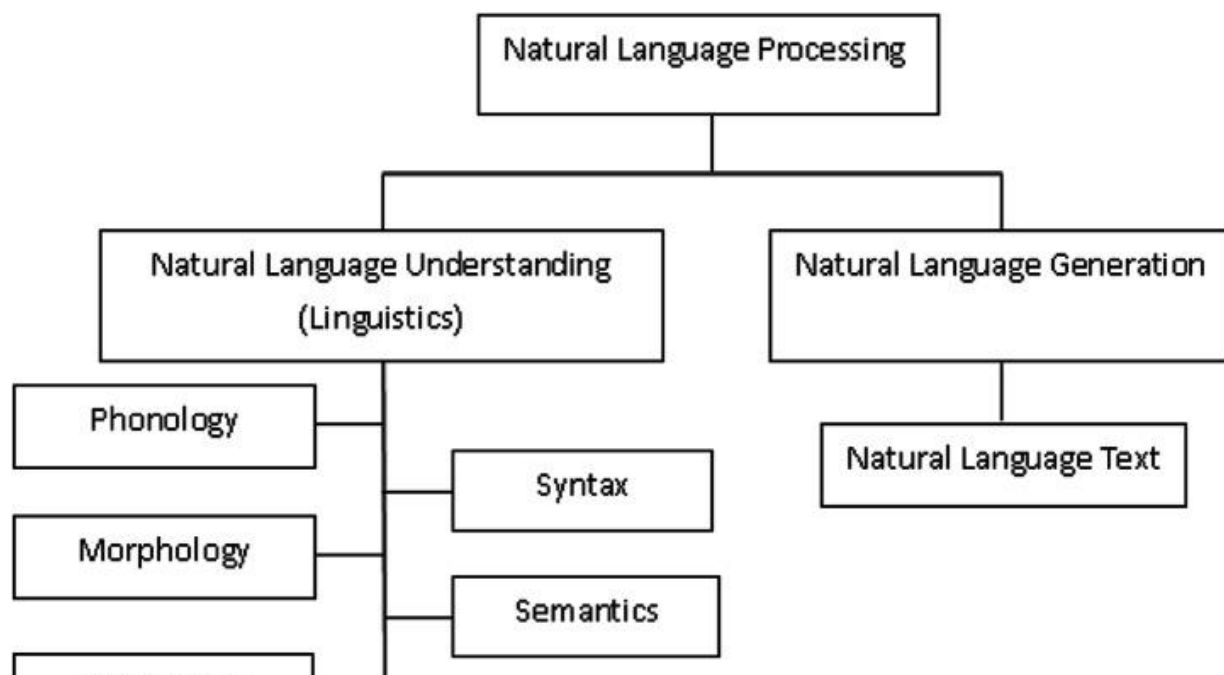 Natural Language Processing
Natural Language Understanding
(Linguistics)
Natural Language Generation
Phonology
Natural Language Text
Syntax
Morphology
Semantics